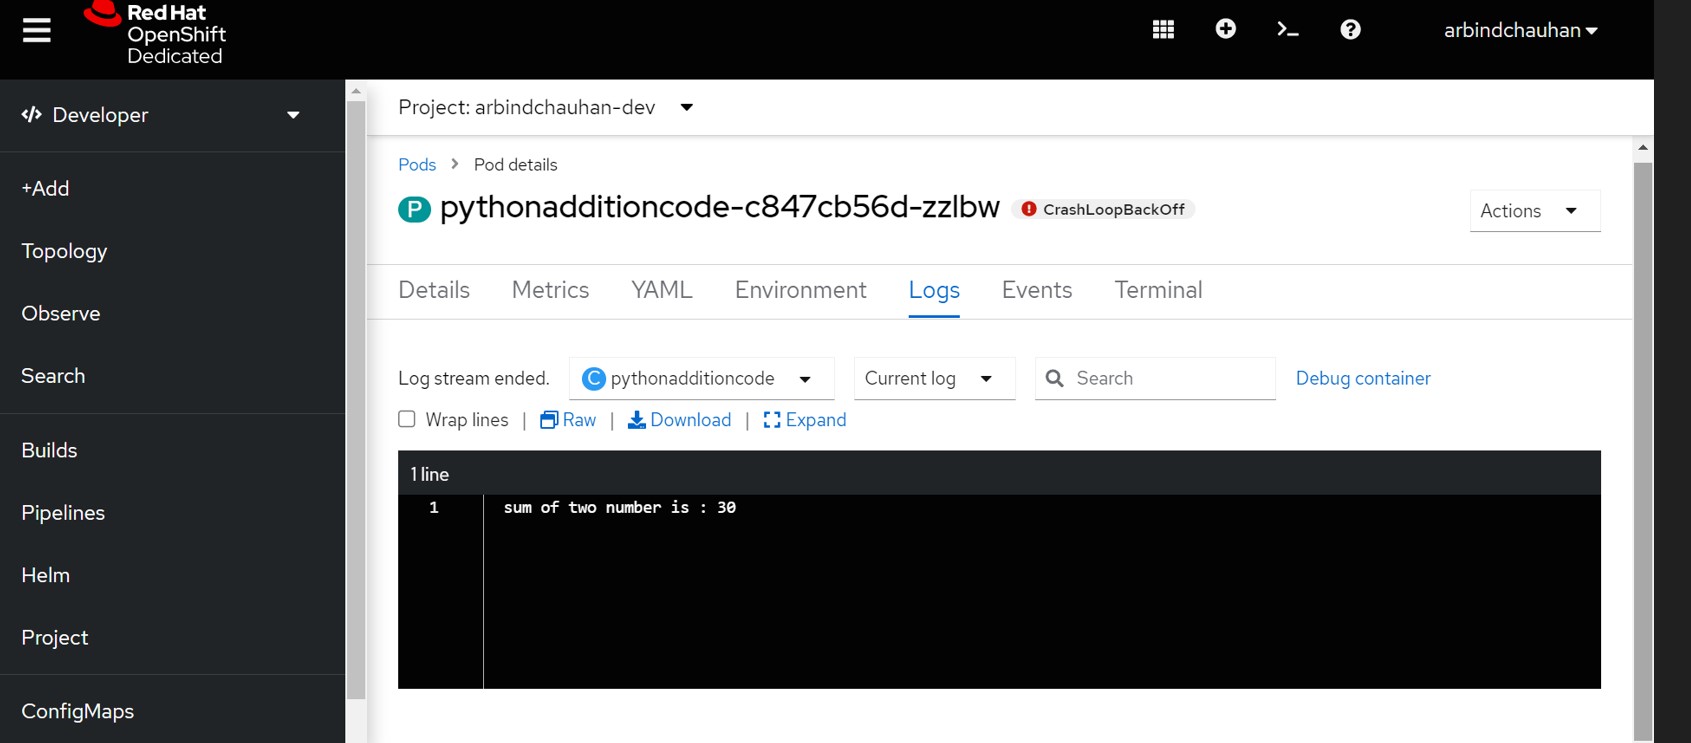 Red Hat
OpenShift
Dedicated
arbindchauhan
Developer
+Add
Topology
Observe
Search
Builds
Pipelines
Helm
Project
ConfigMaps
Project: arbindchauhan-dev
Pods > Pod details
P pythonadditioncode-c847cb56d-zzlbw CrashLoopBackOff
Actions
Details Metrics YAML Environment Logs Events Terminal
Log stream ended. C pythonadditioncode Current log Search Debug container
Wrap lines | Raw | Download | Expand
1 line
1 sum of two number is : 30